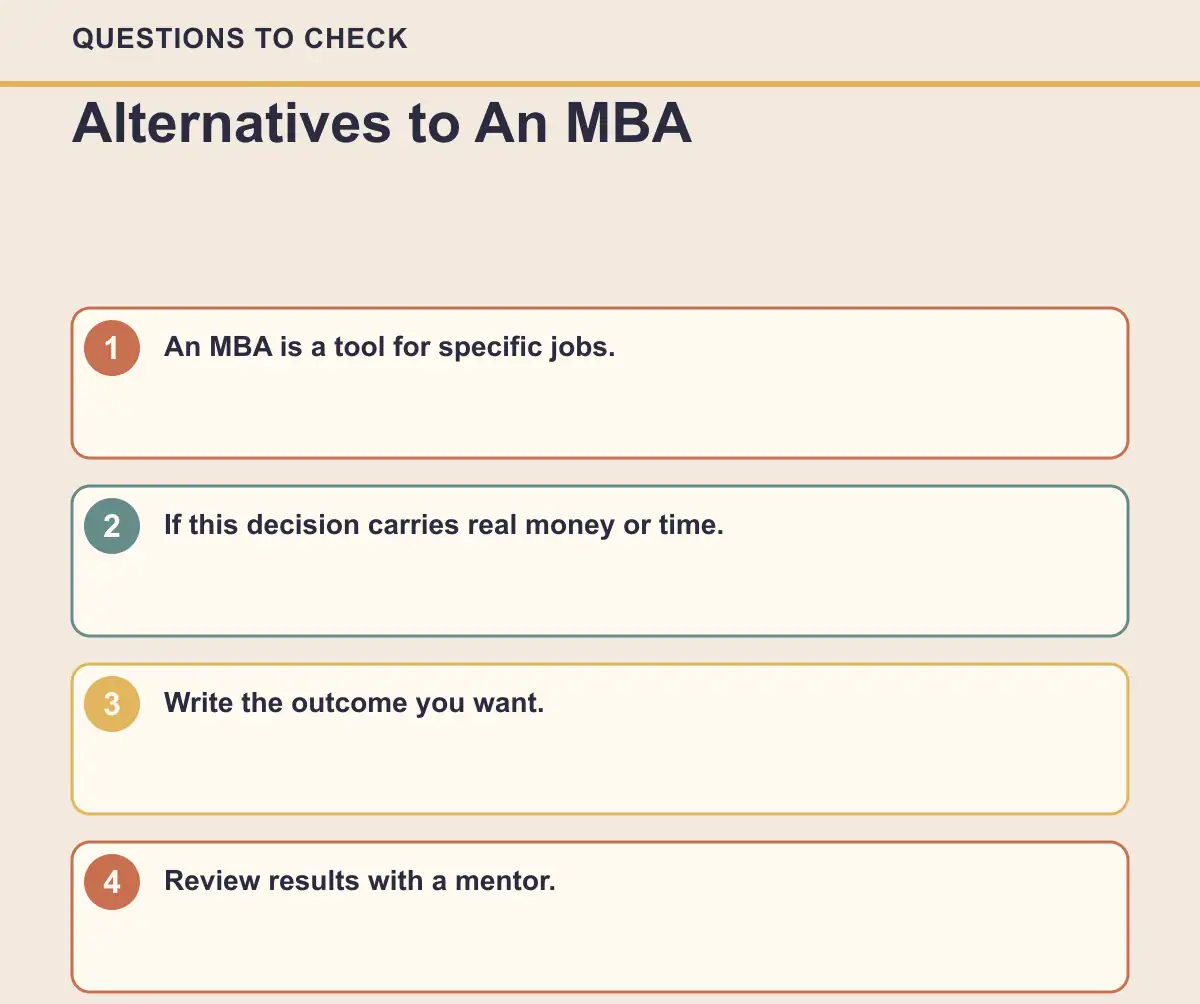 QUESTIONS TO CHECK
Alternatives to An MBA
1 An MBA is a tool for specific jobs.
2 If this decision carries real money or time.
3 Write the outcome you want.
4 Review results with a mentor.